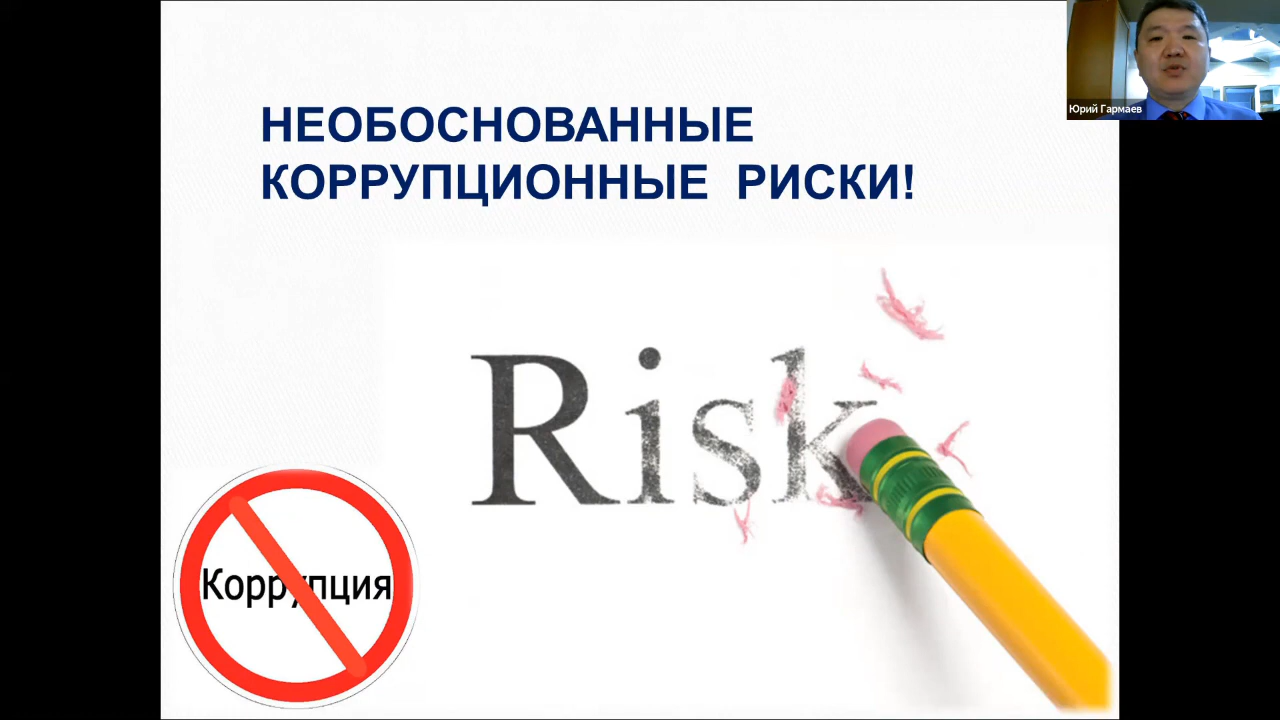 НЕОБОСНОВАННЫЕ
КОРРУПЦИОННЫЕ РИСКИ!
Юрий Гармаев
Risk
Коррупция